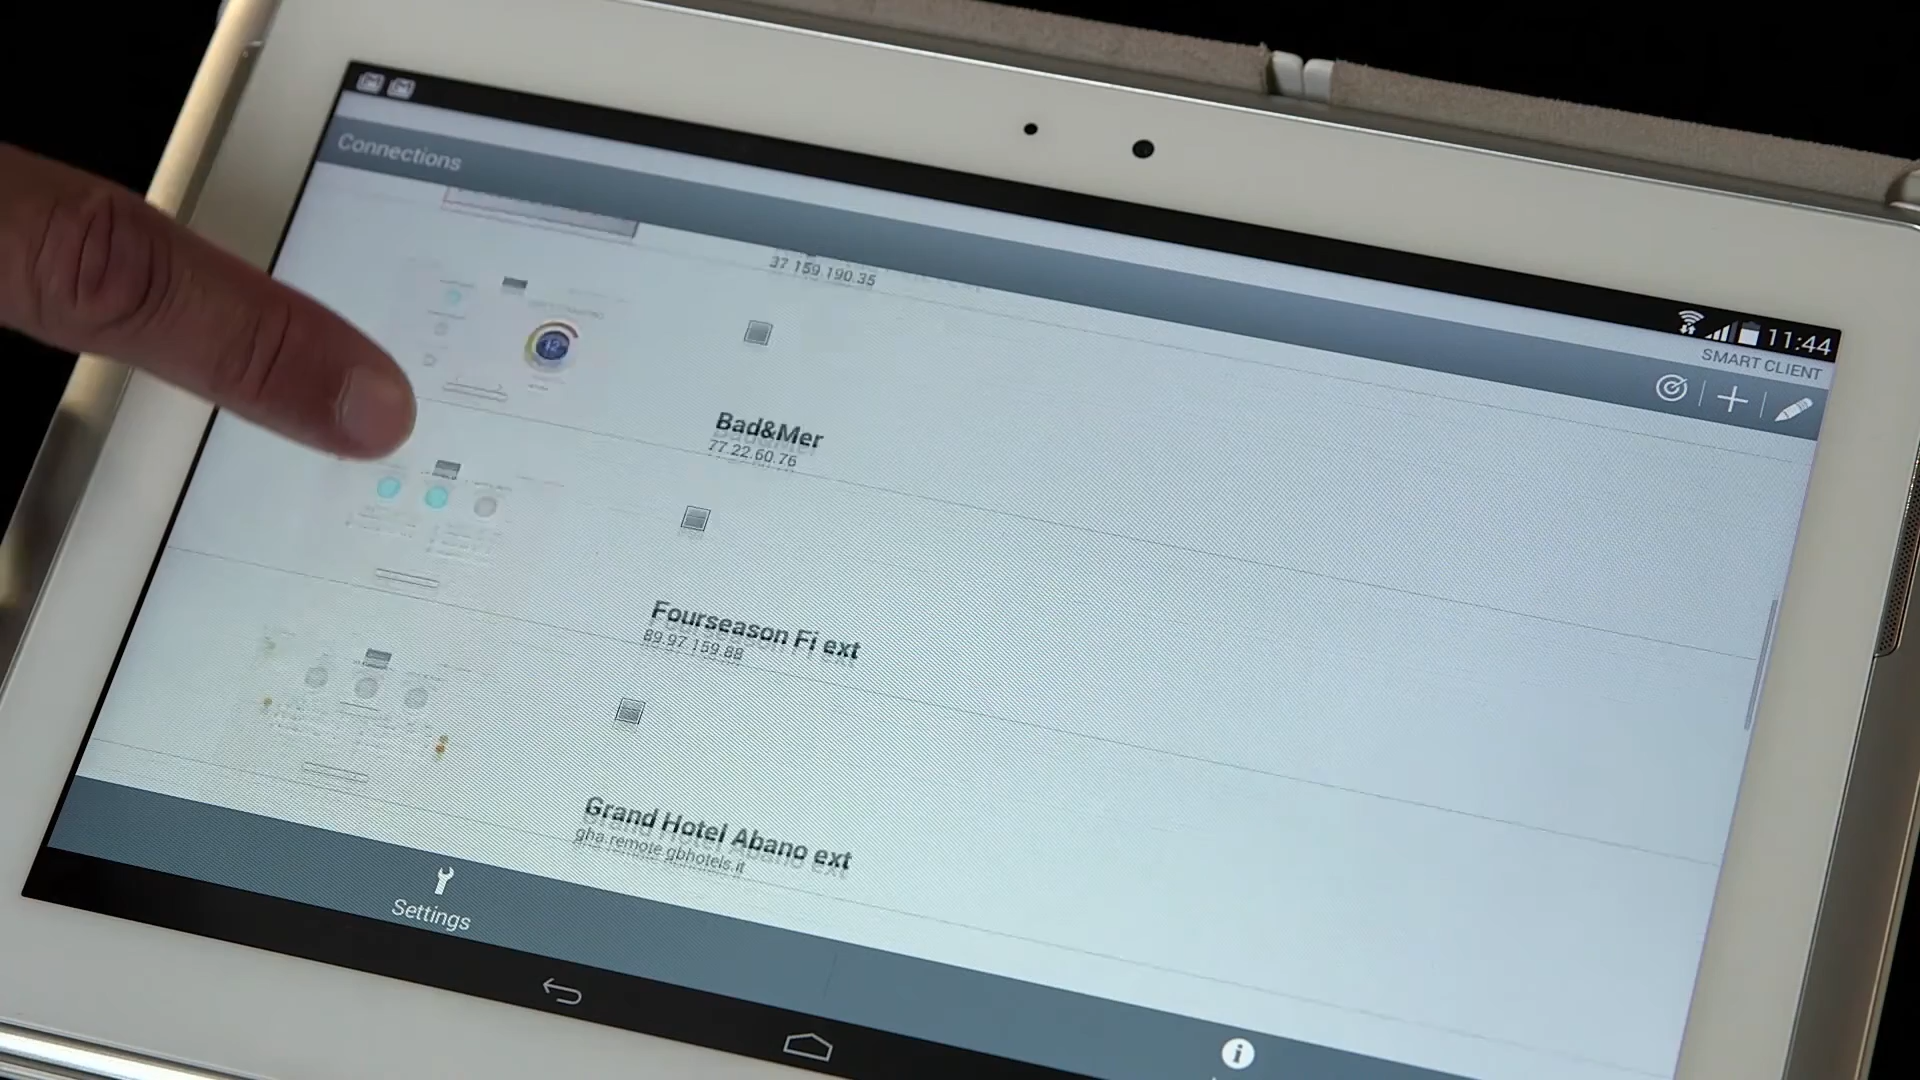 Connections
11:44
SMART CLIENT
37.159.190.35
Bad&Mer
77.22.60.76
Fourseason Fi ext
89.97.159.88
Grand Hotel Abano ext
gha.remote.gbhotels.it
Settings